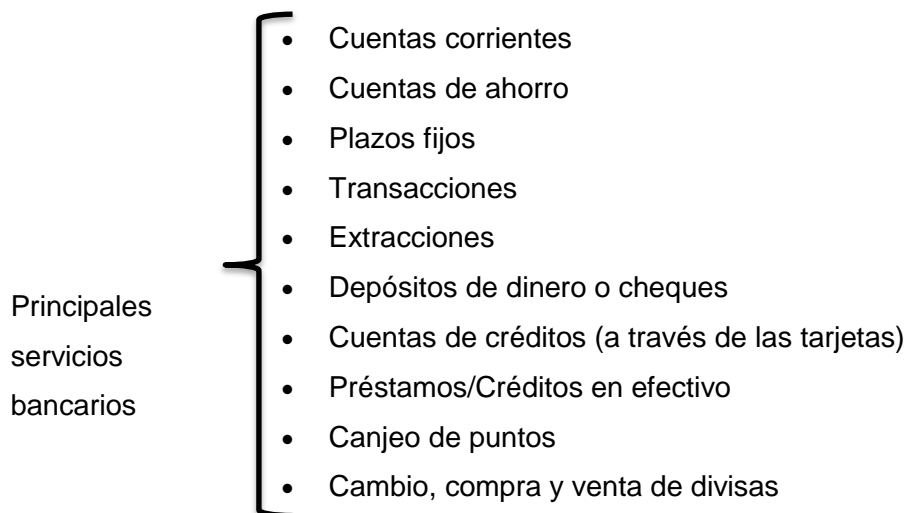 Principales
servicios
bancarios
• Cuentas corrientes
• Cuentas de ahorro
• Plazos fijos
• Transacciones
• Extracciones
• Depósitos de dinero o cheques
• Cuentas de créditos (a través de las tarjetas)
• Préstamos/Créditos en efectivo
• Canjeo de puntos
• Cambio, compra y venta de divisas